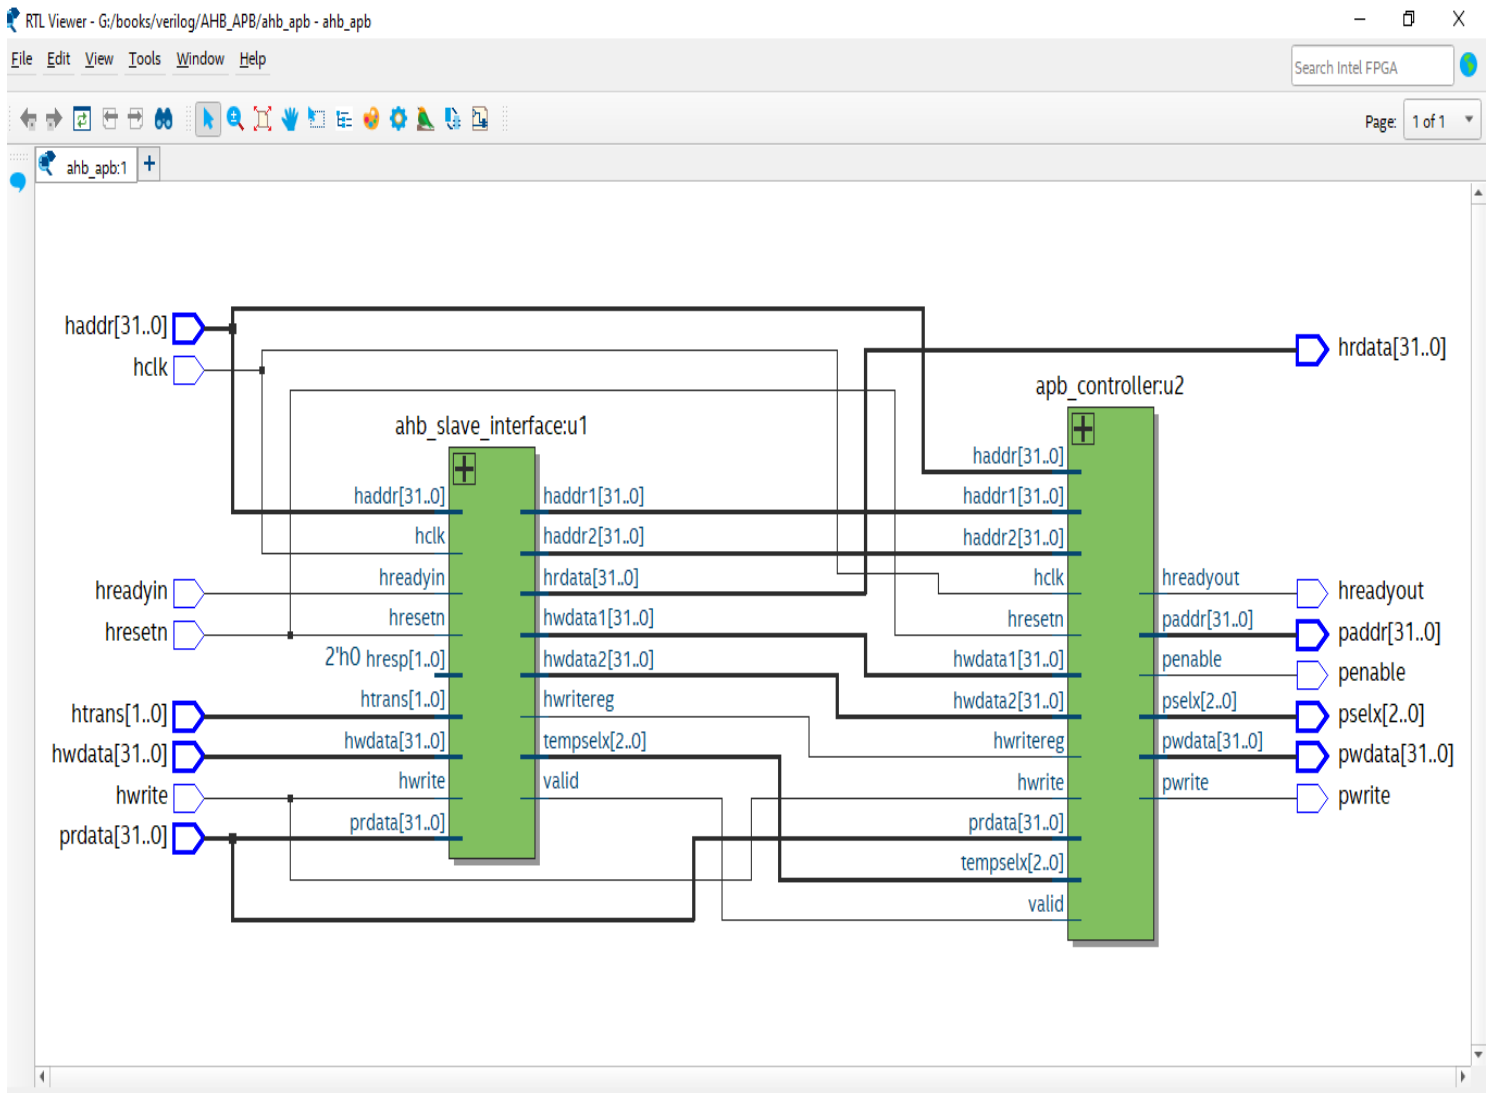 RTL Viewer - G:/books/verilog/AHB_APB/ahb_apb - ahb_apb
File Edit View Tools Window Help
Search Intel FPGA
Page: 1 of 1
ahb_apb:1
haddr[31..0]
hclk
hreadyin
hresetn
htrans[1..0]
hwdata[31..0]
hwrite
prdata[31..0]
ahb_slave_interface:u1
haddr[31..0]
hclk
hreadyin
hresetn
2'h0 hresp[1..0]
htrans[1..0]
hwdata[31..0]
hwrite
prdata[31..0]
haddr1[31..0]
haddr2[31..0]
hrdata[31..0]
hwdata1[31..0]
hwdata2[31..0]
hwritereg
tempselx[2..0]
valid
apb_controller:u2
haddr[31..0]
haddr1[31..0]
haddr2[31..0]
hclk
hresetn
hwdata1[31..0]
hwdata2[31..0]
hwritereg
hwrite
prdata[31..0]
tempselx[2..0]
valid
hreadyout
paddr[31..0]
penable
pselx[2..0]
pwdata[31..0]
pwrite
hrdata[31..0]
hreadyout
paddr[31..0]
penable
pselx[2..0]
pwdata[31..0]
pwrite